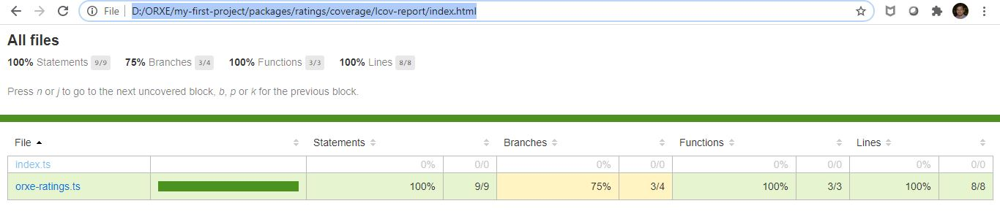 File D:/ORXE/my-first-project/packages/ratings/coverage/lcov-report/index.html
All files
100% Statements 9/9 75% Branches 3/4 100% Functions 3/3 100% Lines 8/8
Press n or j to go to the next uncovered block, b, p or k for the previous block.
File Statements Branches Functions Lines
index.ts 0% 0/0 0% 0/0 0% 0/0 0% 0/0
orxe-ratings.ts 100% 9/9 75% 3/4 100% 3/3 100% 8/8